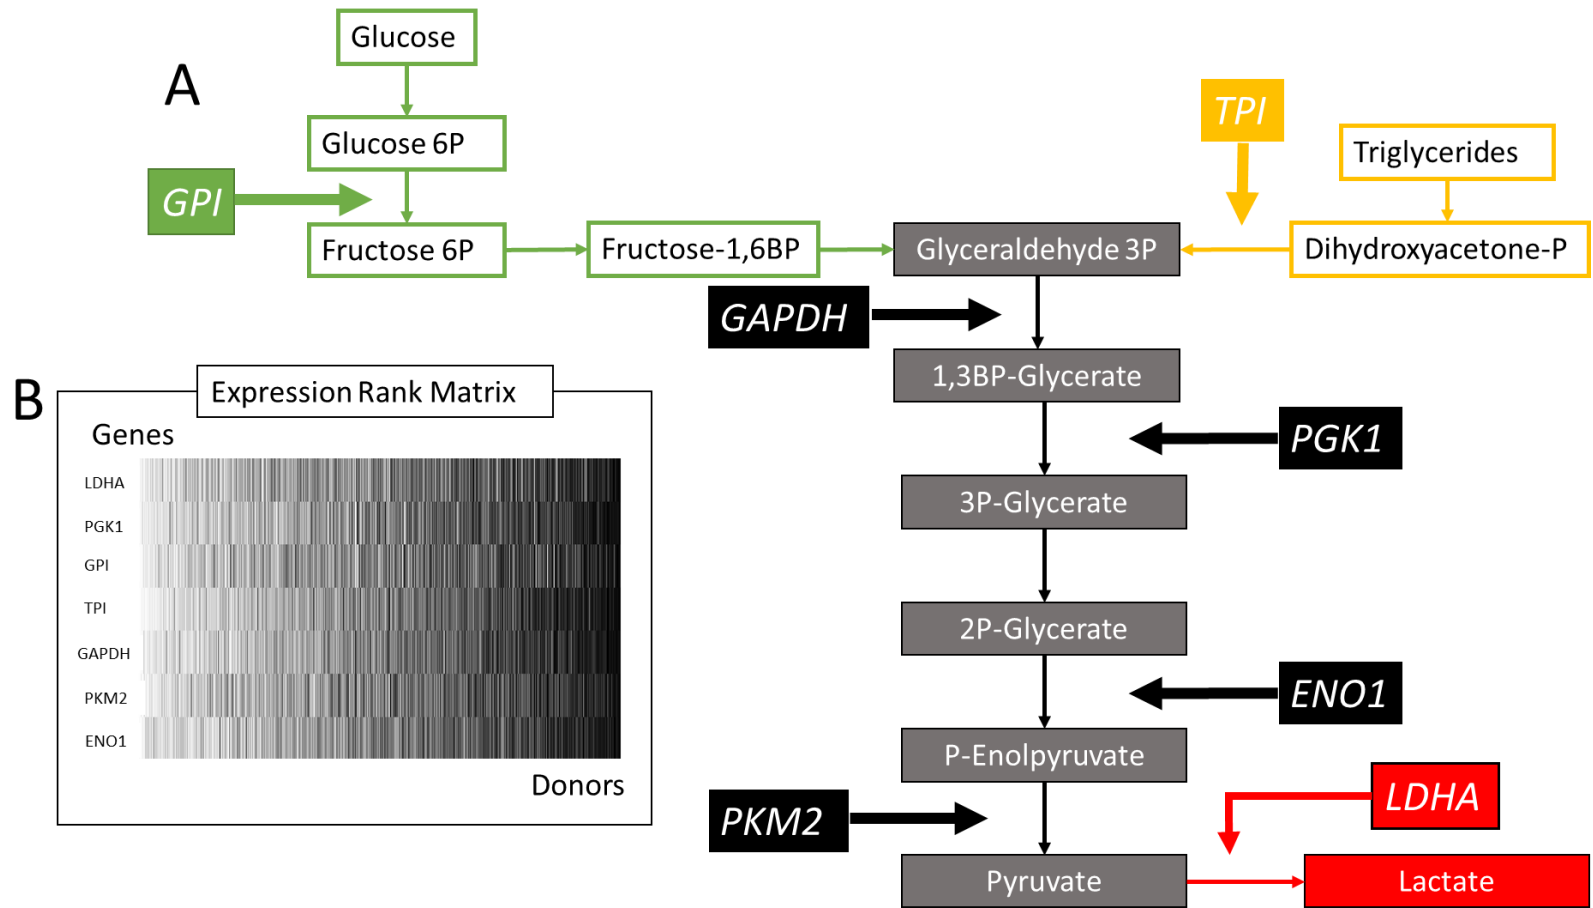 A
Glucose
Glucose 6P
GPI
Fructose 6P
Fructose-1,6BP
Glyceraldehyde 3P
TPI
Triglycerides
Dihydroxyacetone-P
GAPDH
1,3BP-Glycerate
PGK1
3P-Glycerate
2P-Glycerate
ENO1
P-Enolpyruvate
PKM2
LDHA
Pyruvate
Lactate
B
Expression Rank Matrix
Genes
LDHA
PGK1
GPI
TPI
GAPDH
PKM2
ENO1
Donors